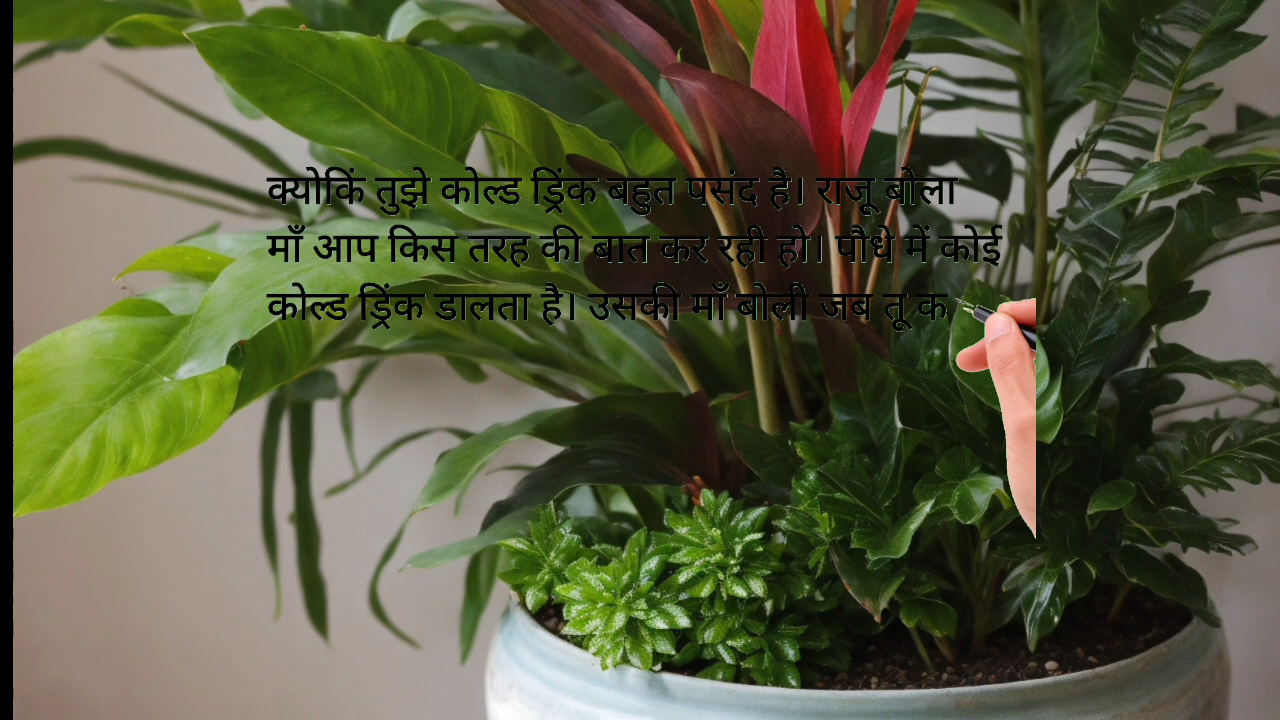 क्योकिं तुझे कोल्ड ड्रिंक बहुत पसंद है। राजू बोला
माँ आप किस तरह की बात कर रही हो। पौधे में कोई
कोल्ड ड्रिंक डालता है। उसकी माँ बोली जब तू क